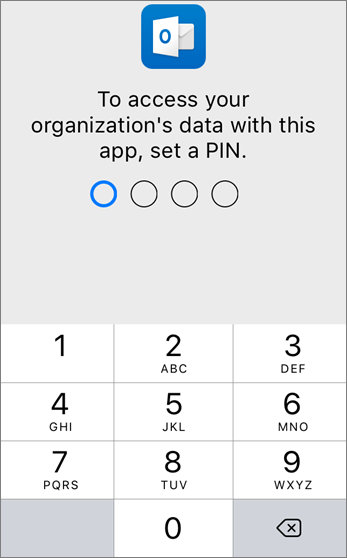 O
To access your
organization's data with this
app, set a PIN.
1 2 3
ABC DEF
4 5 6
GHI JKL MNO
7 8 9
PQRS TUV WXYZ
0